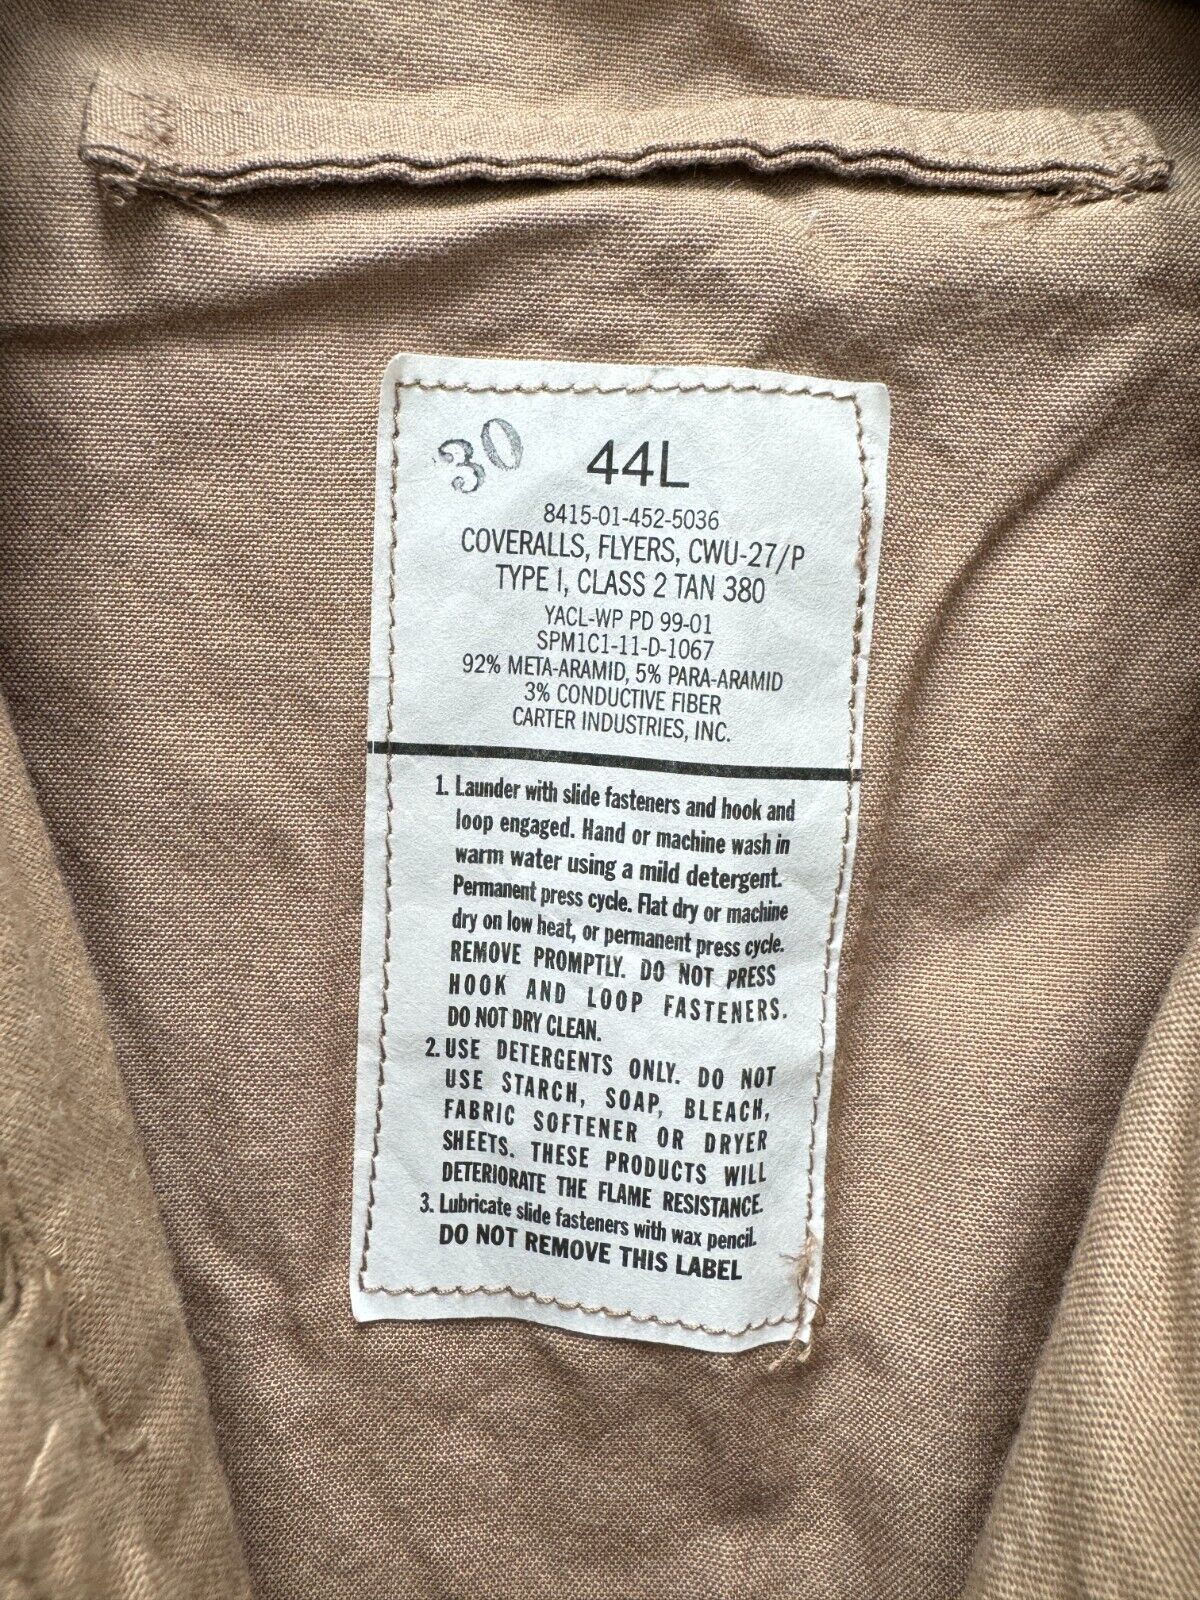 30
44L
8415-01-452-5036
COVERALLS, FLYERS, CWU-27/P
TYPE I, CLASS 2 TAN 380
YACL-WP PD 99-01
SPM1C1-11-D-1067
92% META-ARAMID, 5% PARA-ARAMID
3% CONDUCTIVE FIBER
CARTER INDUSTRIES, INC.
1. Launder with slide fasteners and hook and
loop engaged. Hand or machine wash in
warm water using a mild detergent.
Permanent press cycle. Flat dry or machine
dry on low heat, or permanent press cycle.
REMOVE PROMPTLY. DO NOT PRESS
HOOK AND LOOP FASTENERS.
DO NOT DRY CLEAN.
2. USE DETERGENTS ONLY. DO NOT
USE STARCH, SOAP, BLEACH,
FABRIC SOFTENER OR DRYER
SHEETS. THESE PRODUCTS WILL
DETERIORATE THE FLAME RESISTANCE.
3. Lubricate slide fasteners with wax pencil.
DO NOT REMOVE THIS LABEL